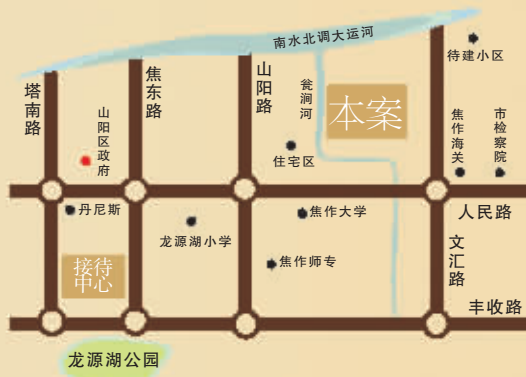 南水北调大运河
待建小区
塔南路
焦东路
山阳路
瓮涧河
本案
山阳区政府
住宅区
焦作海关
市检察院
丹尼斯
龙源湖小学
焦作大学
人民路
接待
中心
焦作师专
文汇路
丰收路
龙源湖公园